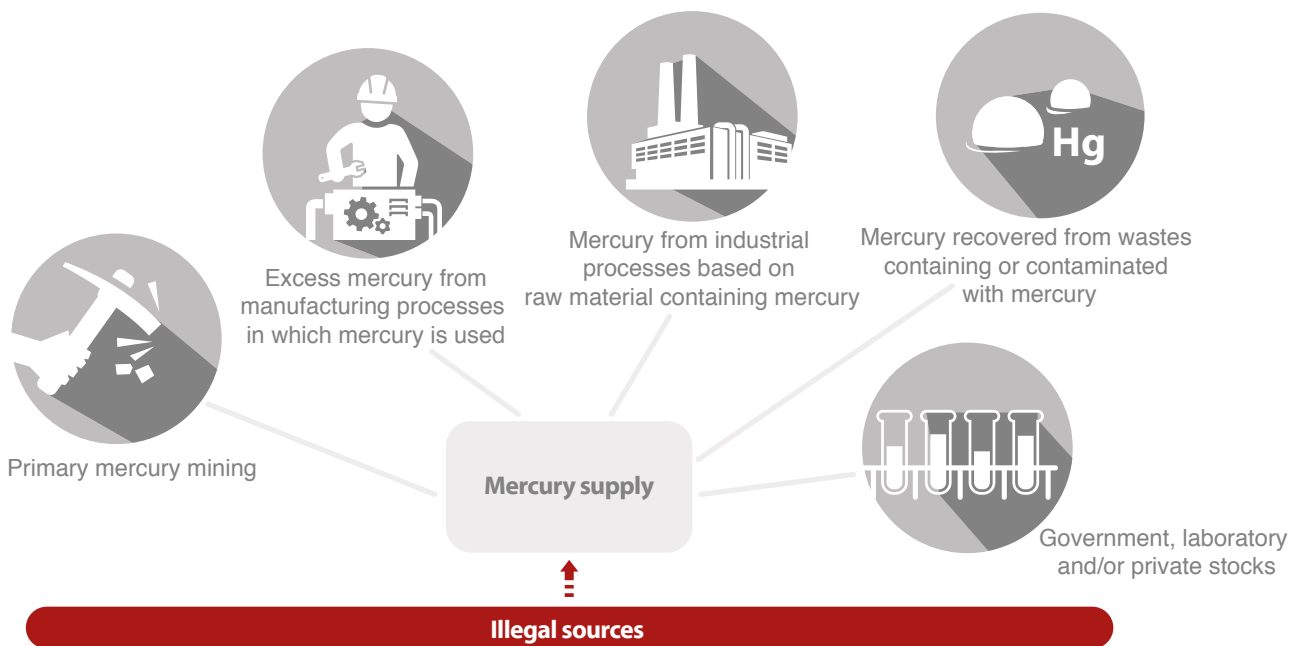 Hg
Excess mercury from
manufacturing processes
in which mercury is used
Mercury from industrial
processes based on
raw material containing mercury
Mercury recovered from wastes
containing or contaminated
with mercury
Primary mercury mining
Mercury supply
Government, laboratory
and/or private stocks
Illegal sources